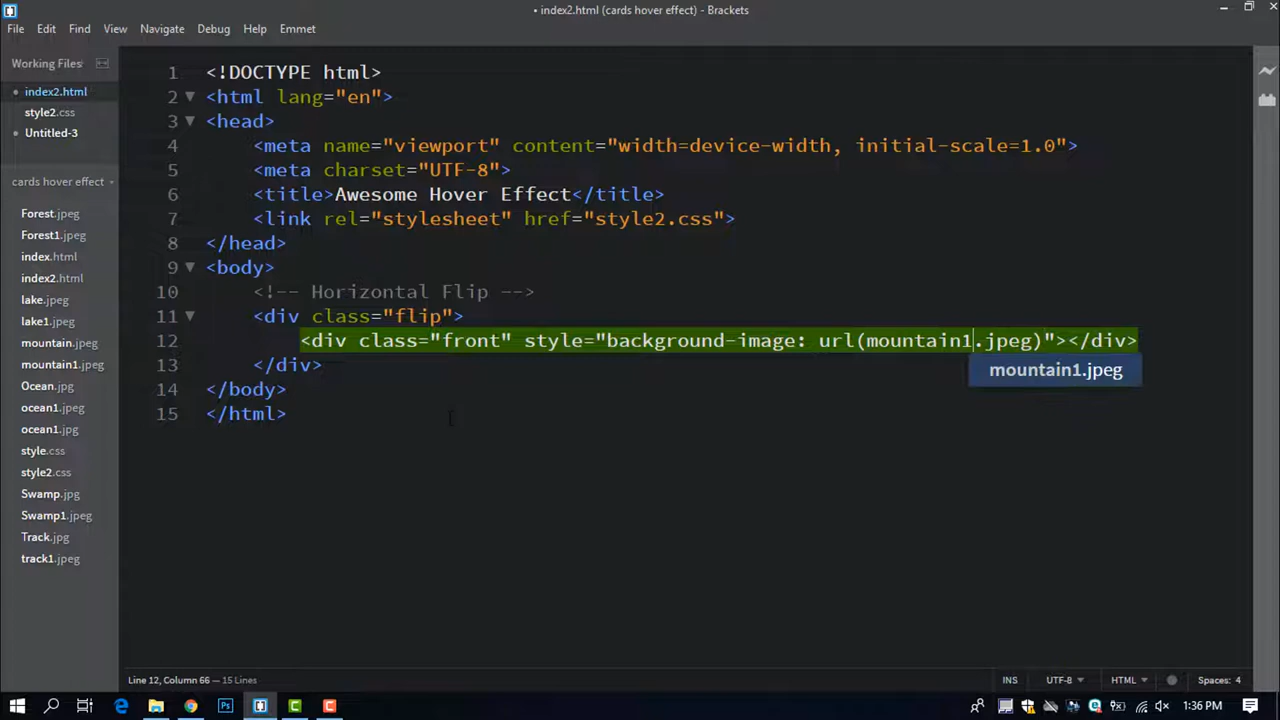 • index2.html (cards hover effect) - Brackets
File Edit Find View Navigate Debug Help Emmet
Working Files
• index2.html
style2.css
• Untitled-3
cards hover effect
Forest.jpeg
Forest1.jpeg
index.html
index2.html
lake.jpeg
lake1.jpeg
mountain.jpeg
mountain1.jpeg
Ocean.jpg
ocean1.jpeg
ocean1.jpg
style.css
style2.css
Swamp.jpg
Swamp1.jpeg
Track.jpg
track1.jpeg
1 <!DOCTYPE html>
2 <html lang="en">
3 <head>
4 <meta name="viewport" content="width=device-width, initial-scale=1.0">
5 <meta charset="UTF-8">
6 <title>Awesome Hover Effect</title>
7 <link rel="stylesheet" href="style2.css">
8 </head>
9 <body>
10 <!-- Horizontal Flip -->
11 <div class="flip">
12 <div class="front" style="background-image: url(mountain1.jpeg)"></div>
mountain1.jpeg
13 </div>
14 </body>
15 </html>
Line 12, Column 66 — 15 Lines
INS UTF-8 HTML Spaces: 4
Ps
1:36 PM